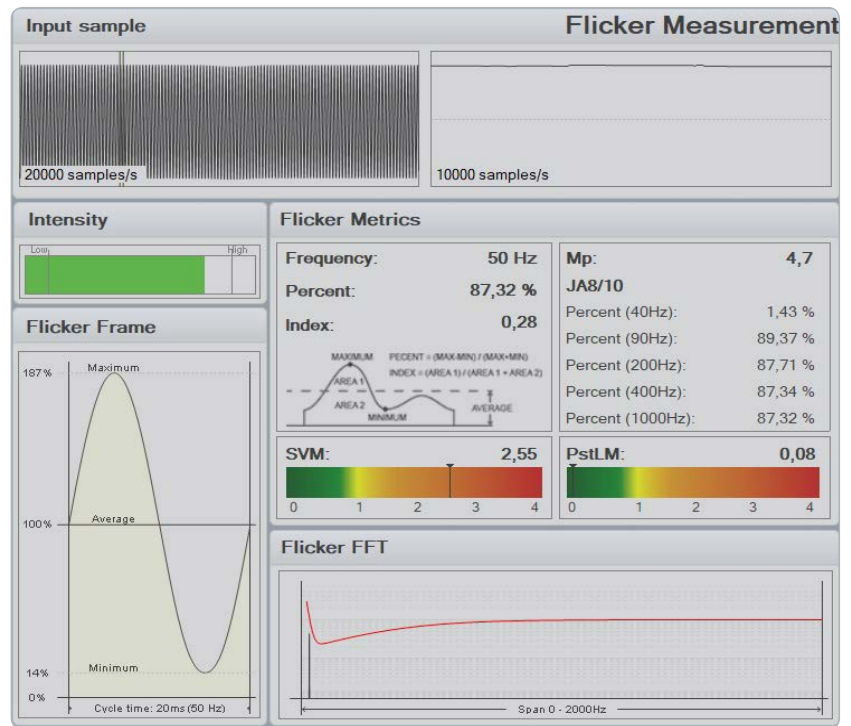 Input sample
Flicker Measurement
20000 samples/s
10000 samples/s
Intensity
Low
High
Flicker Frame
187%
Maximum
100%
Average
14%
Minimum
0%
Cycle time: 20ms (50 Hz)
Flicker Metrics
Frequency: 50 Hz
Percent: 87,32 %
Index: 0,28
MAXIMUM
PECENT = (MAX-MIN) / (MAX+MIN)
INDEX = (AREA 1) / (AREA 1 + AREA 2)
AREA 1
AREA 2
MINIMUM
AVERAGE
Mp: 4,7
JA8/10
Percent (40Hz): 1,43 %
Percent (90Hz): 89,37 %
Percent (200Hz): 87,71 %
Percent (400Hz): 87,34 %
Percent (1000Hz): 87,32 %
SVM: 2,55
0 1 2 3 4
PstLM: 0,08
0 1 2 3 4
Flicker FFT
Span 0 - 2000Hz